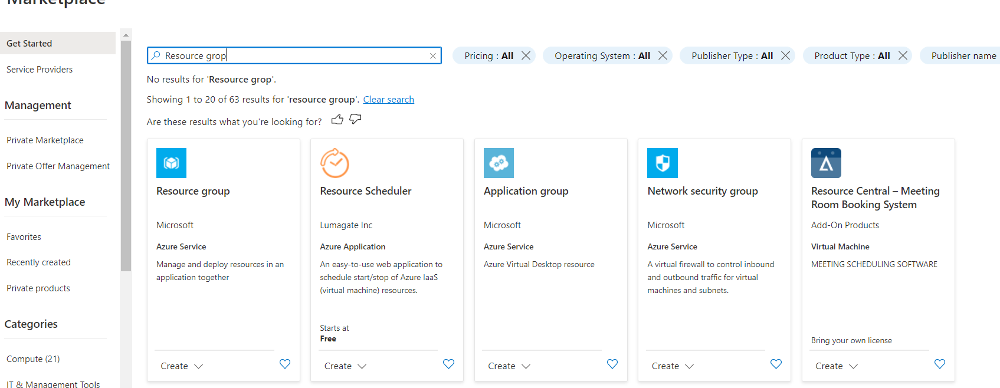 Marketplace
Get Started
Service Providers
Management
Private Marketplace
Private Offer Management
My Marketplace
Favorites
Recently created
Private products
Categories
Compute (21)
IT & Management Tools
Resource grop
Pricing : All
Operating System : All
Publisher Type : All
Product Type : All
Publisher name
No results for 'Resource grop'.
Showing 1 to 20 of 63 results for 'resource group'. Clear search
Are these results what you're looking for?
Resource group
Microsoft
Azure Service
Manage and deploy resources in an
application together
Create
Resource Scheduler
Lumagate Inc
Azure Application
An easy-to-use web application to
schedule start/stop of Azure IaaS
(virtual machine) resources.
Starts at
Free
Create
Application group
Microsoft
Azure Service
Azure Virtual Desktop resource
Create
Network security group
Microsoft
Azure Service
A virtual firewall to control inbound
and outbound traffic for virtual
machines and subnets.
Create
Resource Central – Meeting
Room Booking System
Add-On Products
Virtual Machine
MEETING SCHEDULING SOFTWARE
Bring your own license
Create